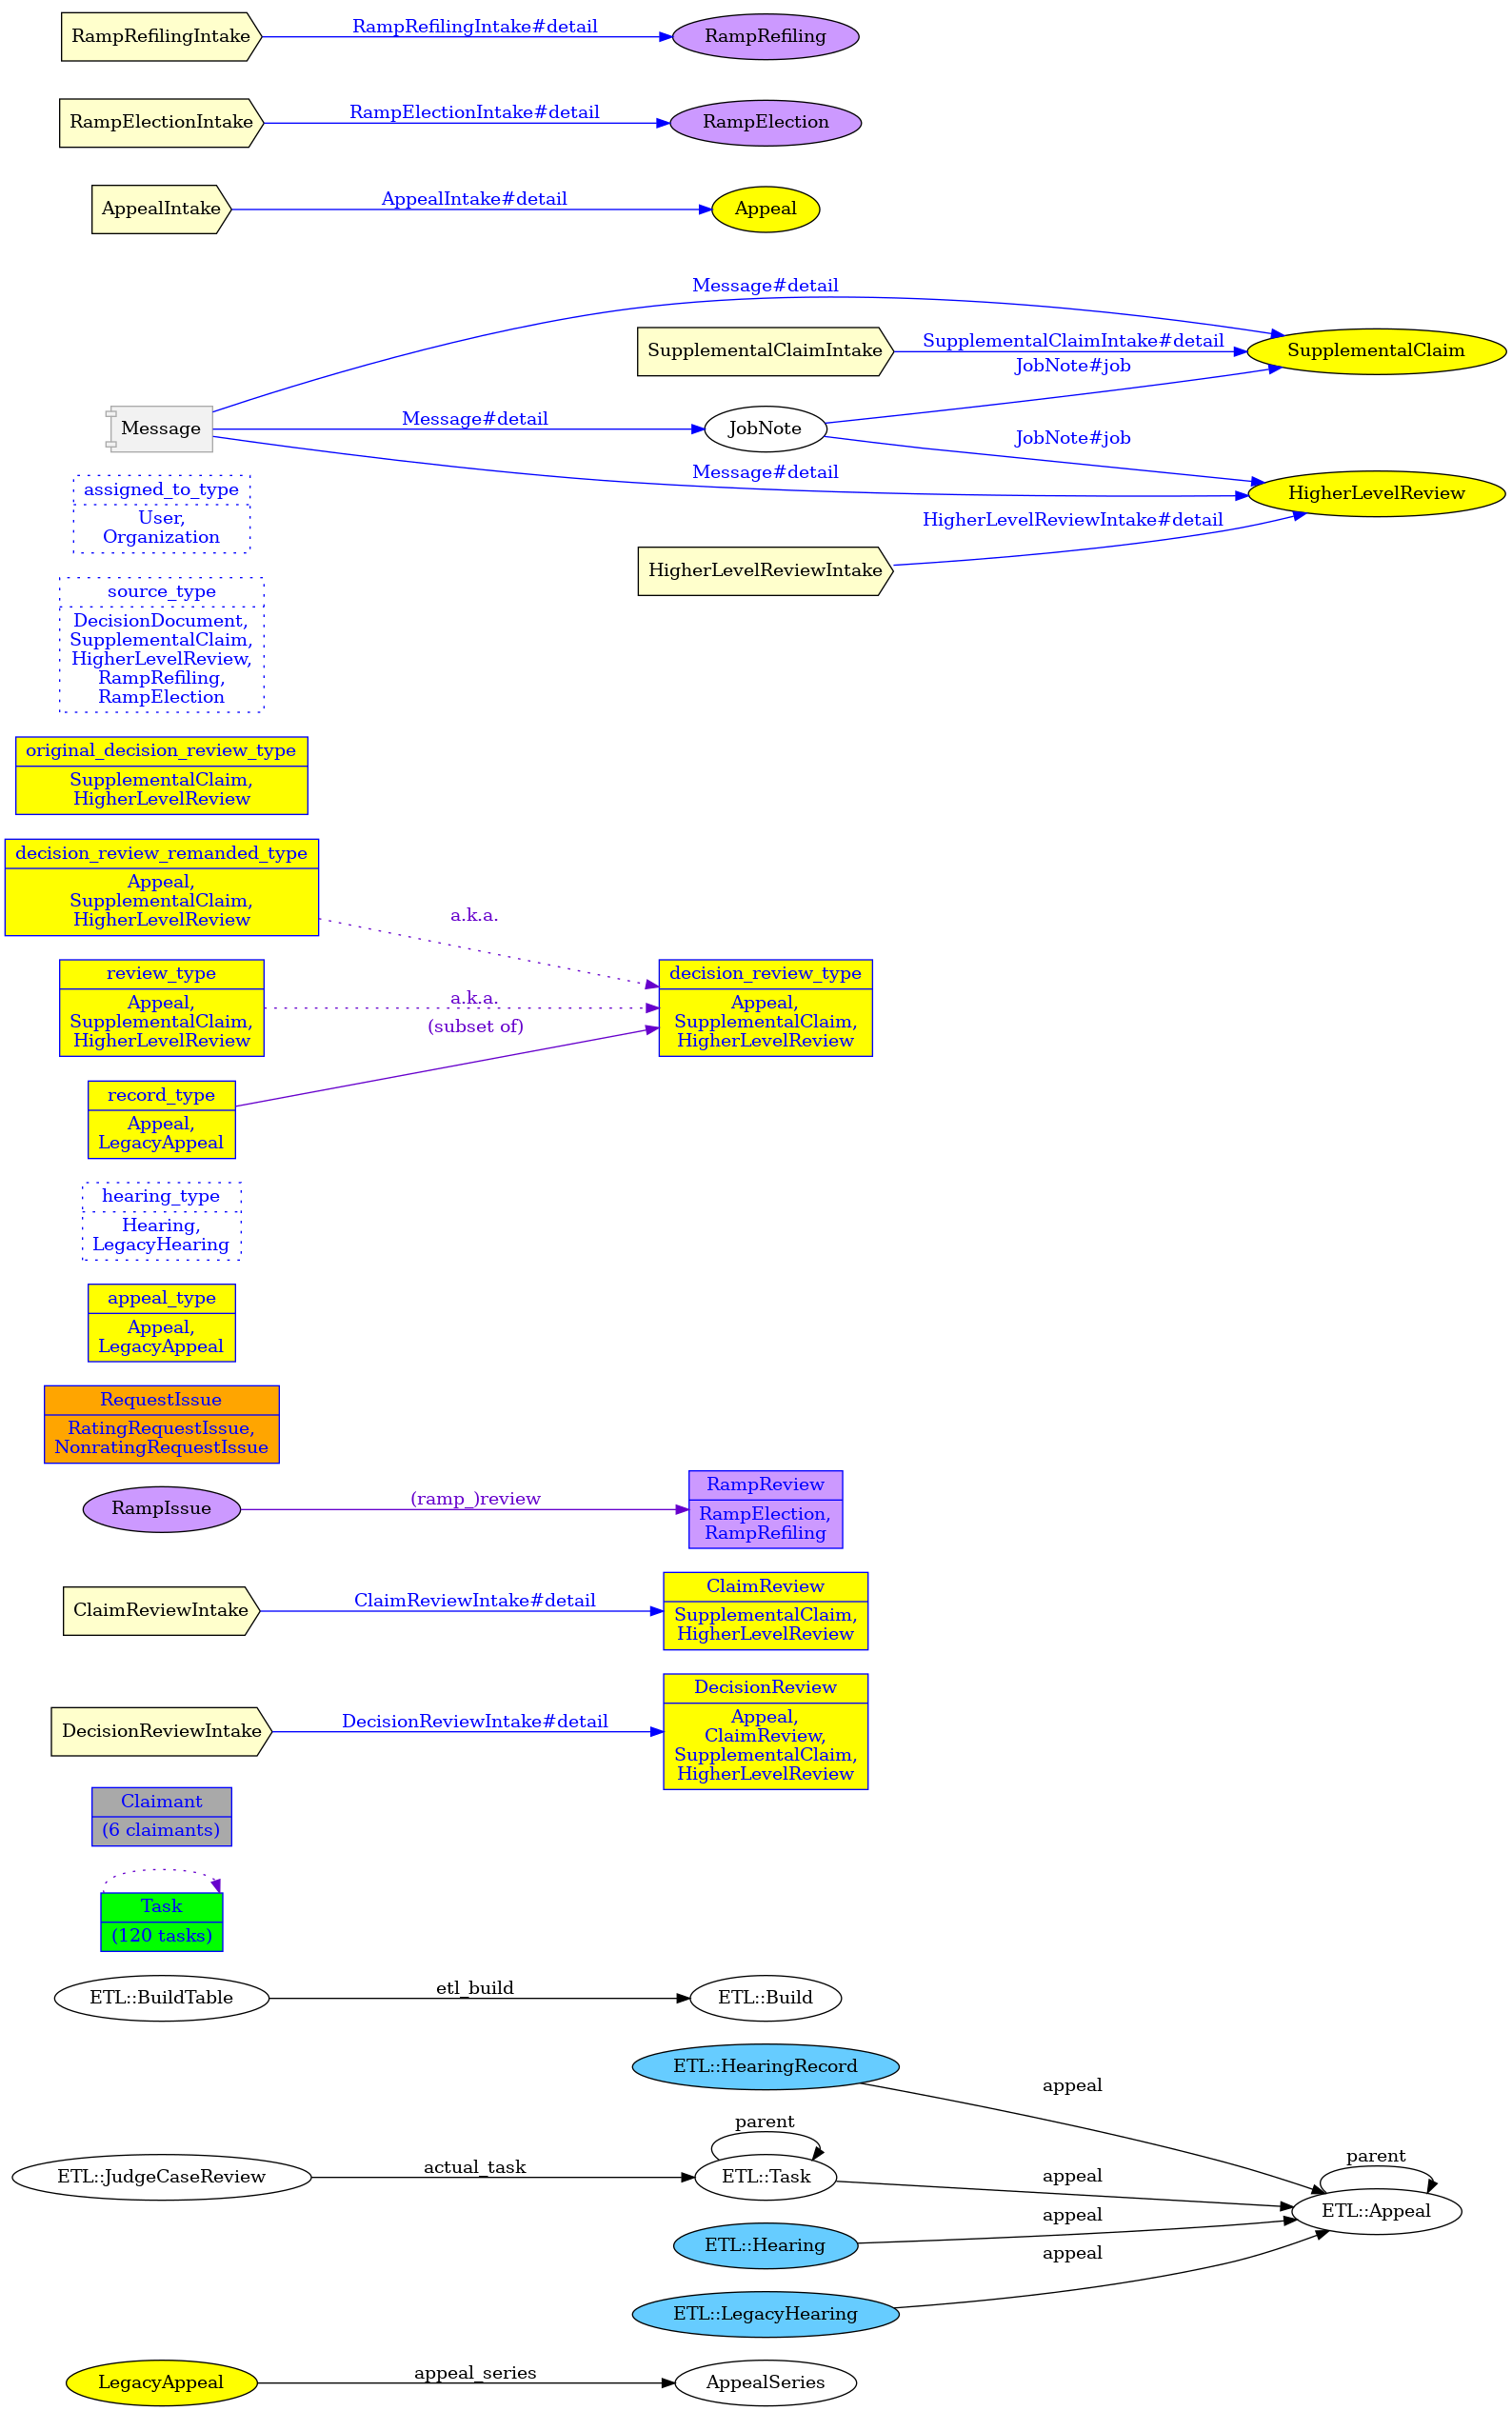 RampRefilingIntake
RampRefilingIntake#detail
RampRefiling
RampElectionIntake
RampElectionIntake#detail
RampElection
AppealIntake
AppealIntake#detail
Appeal
Message#detail
SupplementalClaimIntake
SupplementalClaimIntake#detail
SupplementalClaim
JobNote#job
Message
Message#detail
JobNote
JobNote#job
Message#detail
HigherLevelReview
HigherLevelReviewIntake#detail
HigherLevelReviewIntake
assigned_to_type
User,
Organization
source_type
DecisionDocument,
SupplementalClaim,
HigherLevelReview,
RampRefiling,
RampElection
original_decision_review_type
SupplementalClaim,
HigherLevelReview
decision_review_remanded_type
Appeal,
SupplementalClaim,
HigherLevelReview
a.k.a.
review_type
Appeal,
SupplementalClaim,
HigherLevelReview
a.k.a.
(subset of)
decision_review_type
Appeal,
SupplementalClaim,
HigherLevelReview
record_type
Appeal,
LegacyAppeal
hearing_type
Hearing,
LegacyHearing
appeal_type
Appeal,
LegacyAppeal
RequestIssue
RatingRequestIssue,
NonratingRequestIssue
RampIssue
(ramp_)review
RampReview
RampElection,
RampRefiling
ClaimReviewIntake
ClaimReviewIntake#detail
ClaimReview
SupplementalClaim,
HigherLevelReview
DecisionReviewIntake
DecisionReviewIntake#detail
DecisionReview
Appeal,
ClaimReview,
SupplementalClaim,
HigherLevelReview
Claimant
(6 claimants)
Task
(120 tasks)
ETL::BuildTable
etl_build
ETL::Build
ETL::HearingRecord
appeal
ETL::JudgeCaseReview
actual_task
parent
ETL::Task
appeal
parent
ETL::Appeal
ETL::Hearing
appeal
appeal
ETL::LegacyHearing
LegacyAppeal
appeal_series
AppealSeries